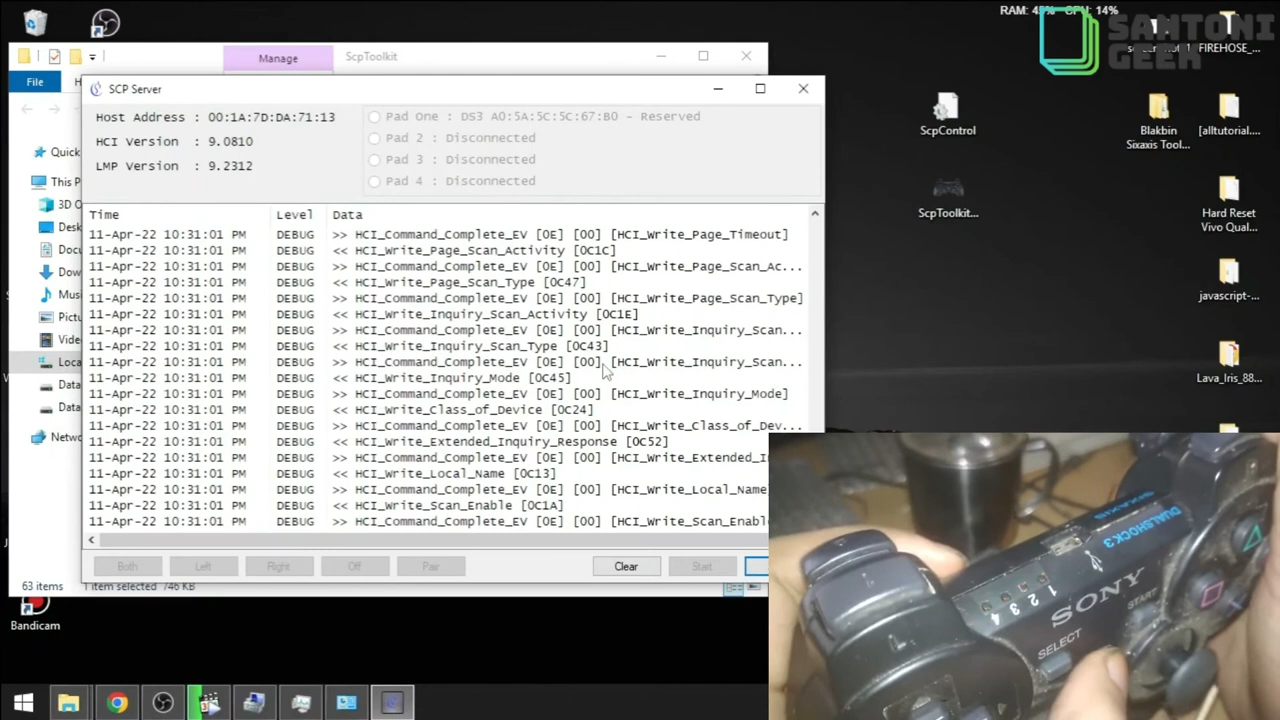 RAM: 45% CPU: 14%
SANTONI
GEEK
Manage
ScpToolkit
File
SCP Server
Host Address : 00:1A:7D:DA:71:13
HCI Version : 9.0810
LMP Version : 9.2312
Pad One : DS3 A0:5A:5C:5C:67:B0 - Reserved
Pad 2 : Disconnected
Pad 3 : Disconnected
Pad 4 : Disconnected
Quick
This P
3D O
Desk
Docu
Dow
Musi
Pictu
Video
Loca
Data
Data
Netwo
Time Level Data
11-Apr-22 10:31:01 PM DEBUG >> HCI_Command_Complete_EV [0E] [00] [HCI_Write_Page_Timeout]
11-Apr-22 10:31:01 PM DEBUG << HCI_Write_Page_Scan_Activity [0C1C]
11-Apr-22 10:31:01 PM DEBUG >> HCI_Command_Complete_EV [0E] [00] [HCI_Write_Page_Scan_Ac...
11-Apr-22 10:31:01 PM DEBUG << HCI_Write_Page_Scan_Type [0C47]
11-Apr-22 10:31:01 PM DEBUG >> HCI_Command_Complete_EV [0E] [00] [HCI_Write_Page_Scan_Type]
11-Apr-22 10:31:01 PM DEBUG << HCI_Write_Inquiry_Scan_Activity [0C1E]
11-Apr-22 10:31:01 PM DEBUG >> HCI_Command_Complete_EV [0E] [00] [HCI_Write_Inquiry_Scan...
11-Apr-22 10:31:01 PM DEBUG << HCI_Write_Inquiry_Scan_Type [0C43]
11-Apr-22 10:31:01 PM DEBUG >> HCI_Command_Complete_EV [0E] [00] [HCI_Write_Inquiry_Scan...
11-Apr-22 10:31:01 PM DEBUG << HCI_Write_Inquiry_Mode [0C45]
11-Apr-22 10:31:01 PM DEBUG >> HCI_Command_Complete_EV [0E] [00] [HCI_Write_Inquiry_Mode]
11-Apr-22 10:31:01 PM DEBUG << HCI_Write_Class_of_Device [0C24]
11-Apr-22 10:31:01 PM DEBUG >> HCI_Command_Complete_EV [0E] [00] [HCI_Write_Class_of_Dev...
11-Apr-22 10:31:01 PM DEBUG << HCI_Write_Extended_Inquiry_Response [0C52]
11-Apr-22 10:31:01 PM DEBUG >> HCI_Command_Complete_EV [0E] [00] [HCI_Write_Extended_I
11-Apr-22 10:31:01 PM DEBUG << HCI_Write_Local_Name [0C13]
11-Apr-22 10:31:01 PM DEBUG >> HCI_Command_Complete_EV [0E] [00] [HCI_Write_Local_Name
11-Apr-22 10:31:01 PM DEBUG << HCI_Write_Scan_Enable [0C1A]
11-Apr-22 10:31:01 PM DEBUG >> HCI_Command_Complete_EV [0E] [00] [HCI_Write_Scan_Enabl
Both Left Right Off Pair Clear Start
63 items 1 item selected 746 KB
Bandicam
FIREHOSE_...
ScpControl
Blakbin
Sixaxis Tool...
[alltutorial....
ScpToolkit...
Hard Reset
Vivo Qual...
javascript-...
Lava_Iris_88...
SIXAXIS
DUALSHOCK3
1 2 3 4
SONY
SELECT
START